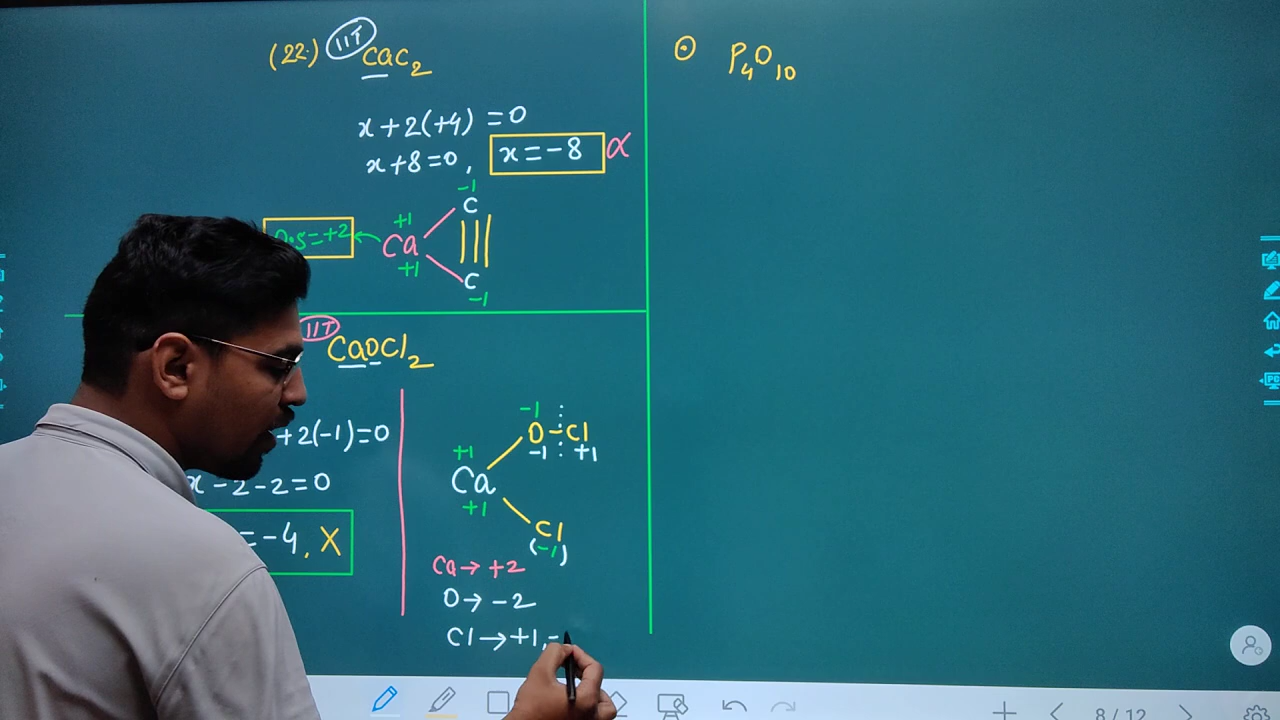 (22.) IIT CaC2
x+2(+4) =0
x+8=0, x=-8 α
-1
C
+1
O.S=+2 ← Ca
+1
C
-1
IIT CaOCl2
+2(-1)=0
x-2-2=0
=-4, X
-1
O-Cl
-1 +1
+1
Ca
+1
Cl
(-1)
Ca→ +2
O→ -2
Cl→+1,-
⊙ P4O10
8/12